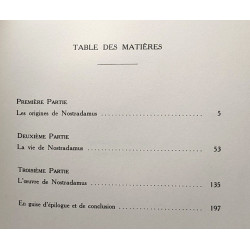 TABLE DES MATIÈRES
PREMIÈRE PARTIE
Les origines de Nostradamus 5
DEUXIÈME PARTIE
La vie de Nostradamus 53
TROISIÈME PARTIE
L'œuvre de Nostradamus 135
En guise d'épilogue et de conclusion 197